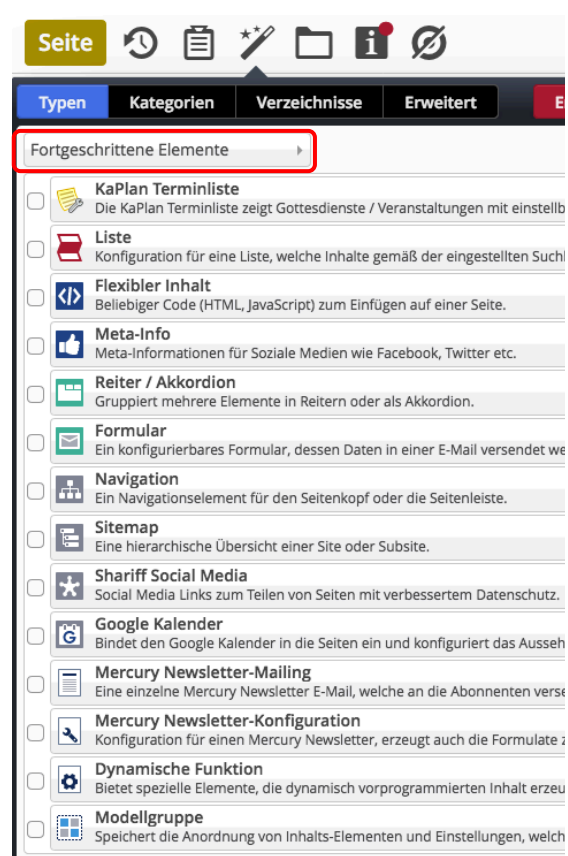 Seite
Typen Kategorien Verzeichnisse Erweitert
Fortgeschrittene Elemente
KaPlan Terminliste
Die KaPlan Terminliste zeigt Gottesdienste / Veranstaltungen mit
Liste
Konfiguration für eine Liste, welche Inhalte gemäß der eingestellten
Flexibler Inhalt
Beliebiger Code (HTML, JavaScript) zum Einfügen auf einer Seite.
Meta-Info
Meta-Informationen für Soziale Medien wie Facebook, Twitter etc.
Reiter / Akkordion
Gruppiert mehrere Elemente in Reitern oder als Akkordion.
Formular
Ein konfigurierbares Formular, dessen Daten in einer E-Mail versendet
Navigation
Ein Navigationselement für den Seitenkopf oder die Seitenleiste.
Sitemap
Eine hierarchische Übersicht einer Site oder Subsite.
Shariff Social Media
Social Media Links zum Teilen von Seiten mit verbessertem Datenschutz.
Google Kalender
Bindet den Google Kalender in die Seiten ein und konfiguriert das
Mercury Newsletter-Mailing
Eine einzelne Mercury Newsletter E-Mail, welche an die Abonnenten
Mercury Newsletter-Konfiguration
Konfiguration für einen Mercury Newsletter, erzeugt auch die Formulate
Dynamische Funktion
Bietet spezielle Elemente, die dynamisch vorprogrammierten Inhalt
Modellgruppe
Speichert die Anordnung von Inhalts-Elementen und Einstellungen,